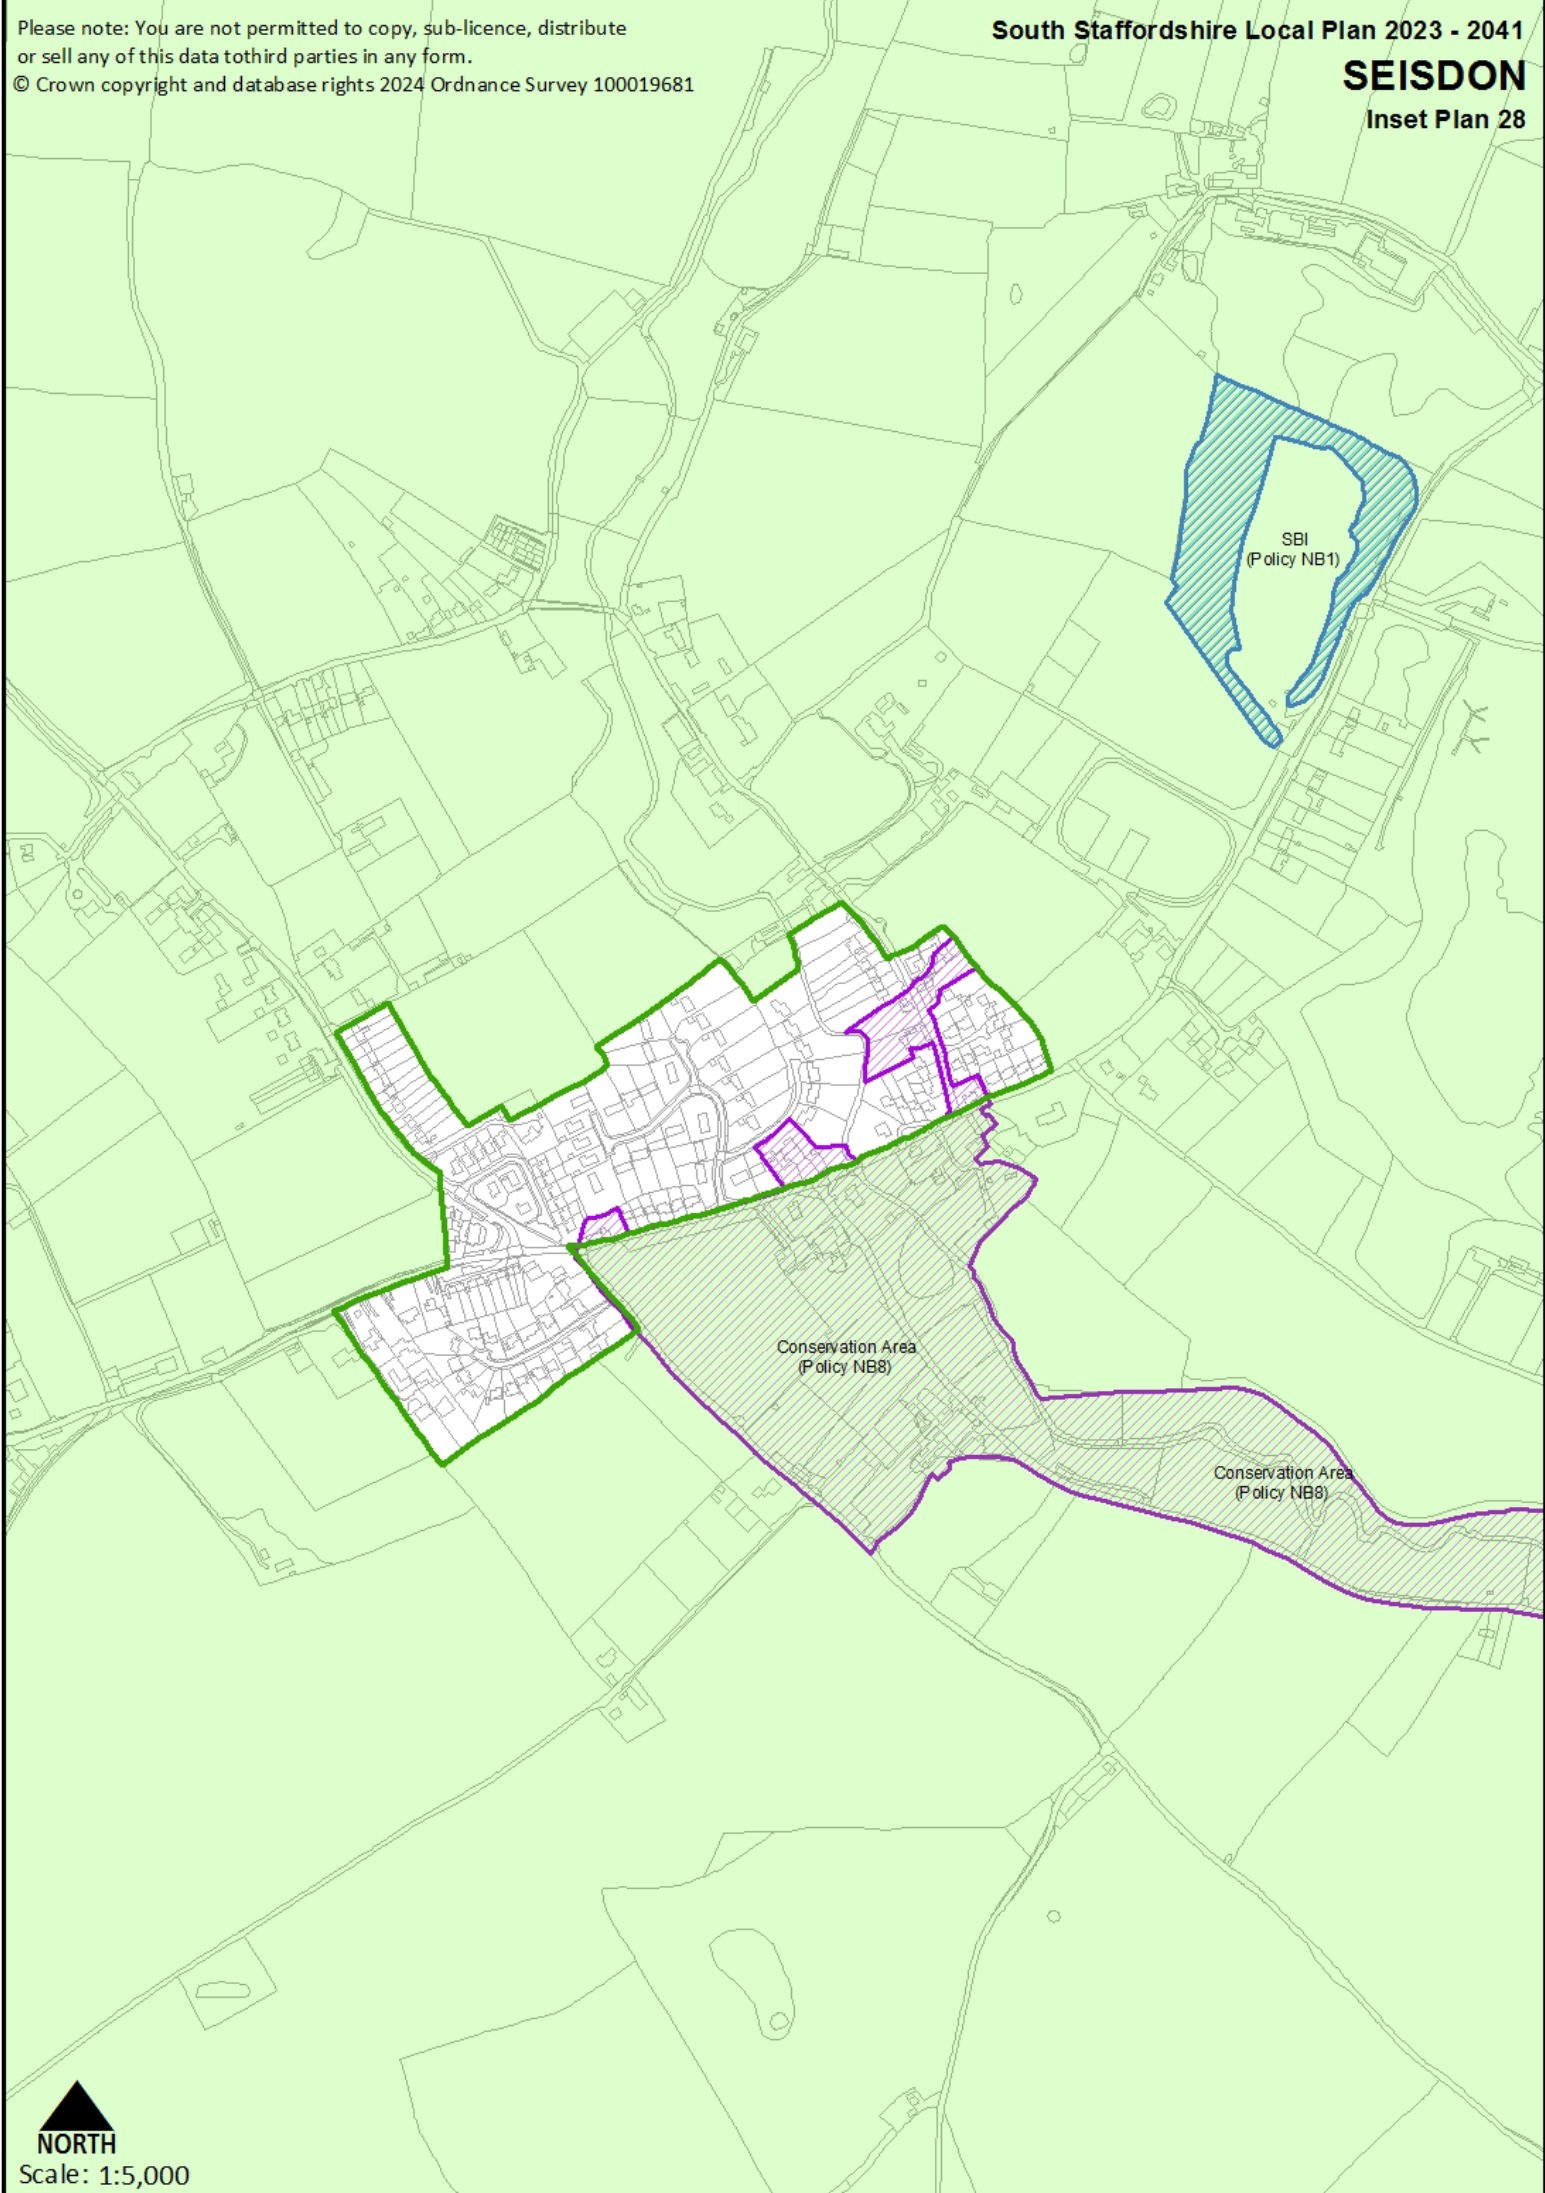 Please note: You are not permitted to copy, sub-licence, distribute
or sell any of this data tothird parties in any form.
© Crown copyright and database rights 2024 Ordnance Survey 100019681
South Staffordshire Local Plan 2023 - 2041
SEISDON
Inset Plan 28
SBI
(Policy NB1)
Conservation Area
(Policy NB8)
Conservation Area
(Policy NB8)
NORTH
Scale: 1:5,000